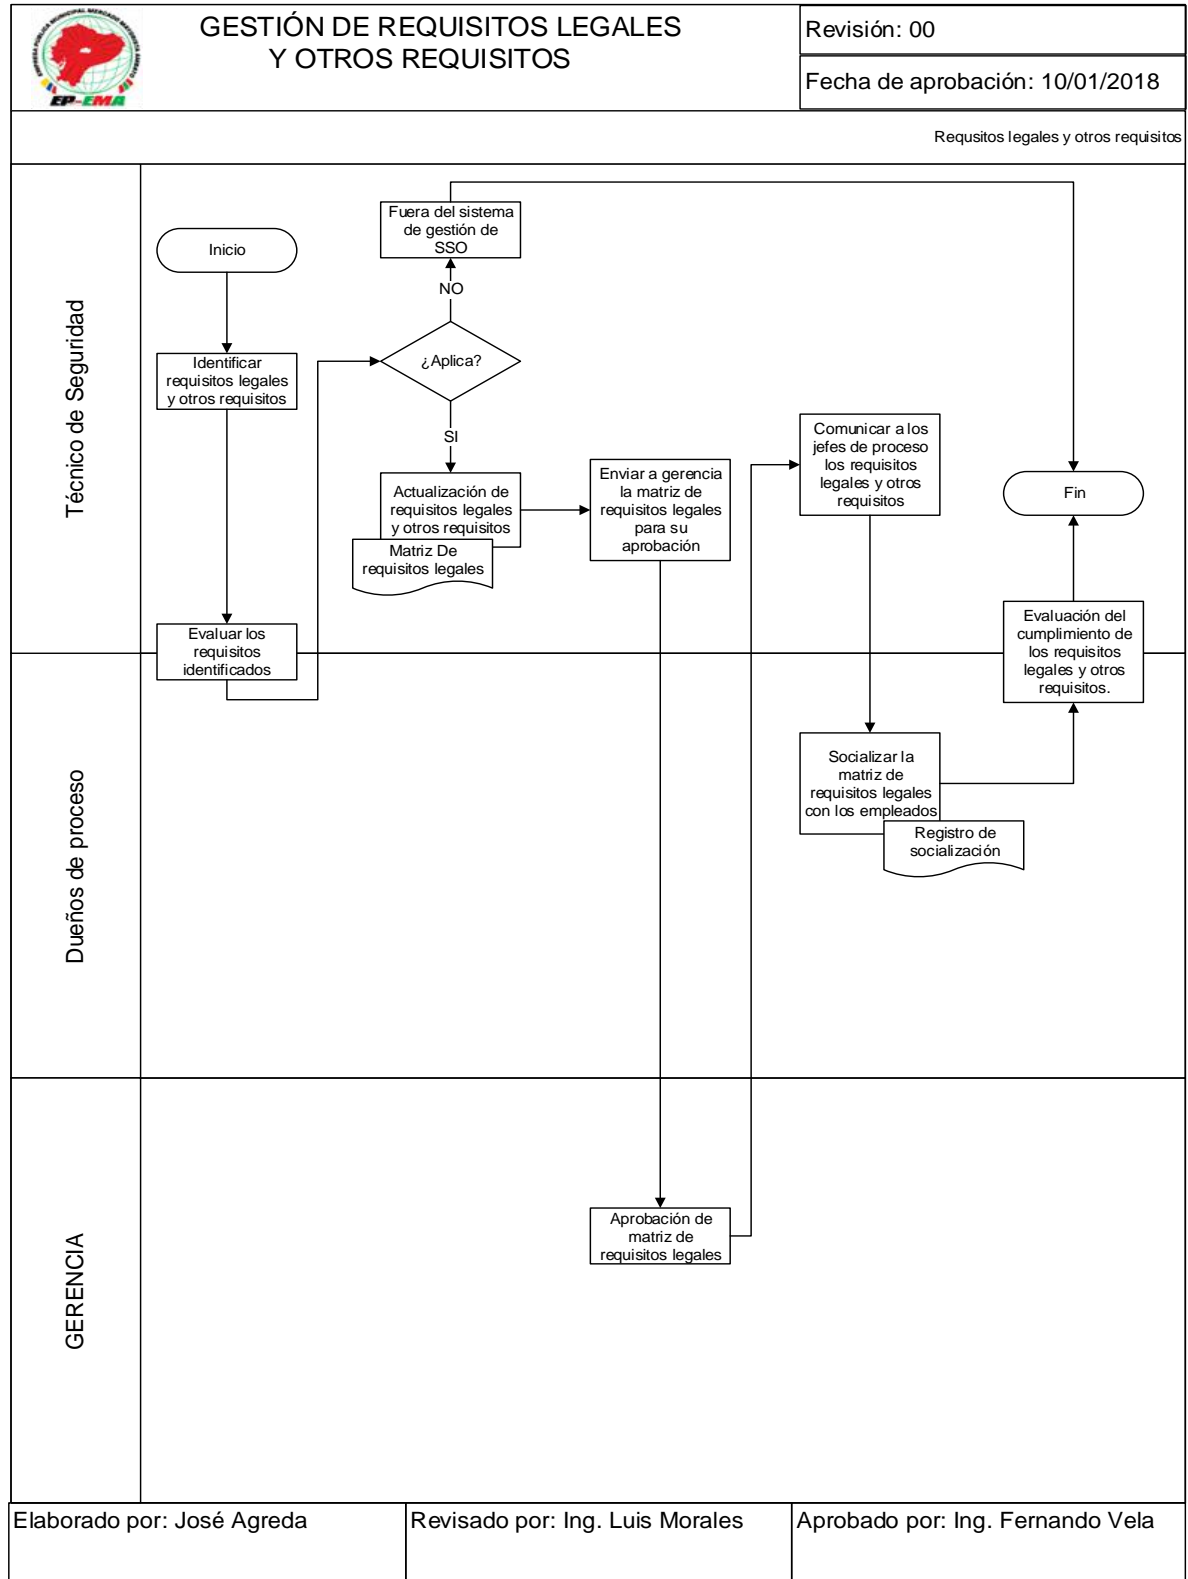 GESTIÓN DE REQUISITOS LEGALES
Y OTROS REQUISITOS
Revisión: 00
Fecha de aprobación: 10/01/2018
EMPRESA PÚBLICA MUNICIPAL MERCADO MAYORISTA AMBATO
EP-EMA
Requsitos legales y otros requisitos
Técnico de Seguridad
Inicio
Identificar
requisitos legales
y otros requisitos
Evaluar los
requisitos
identificados
Fuera del sistema
de gestión de
SSO
NO
¿Aplica?
SI
Actualización de
requisitos legales
y otros requisitos
Matriz De
requisitos legales
Enviar a gerencia
la matriz de
requisitos legales
para su
aprobación
Comunicar a los
jefes de proceso
los requisitos
legales y otros
requisitos
Fin
Evaluación del
cumplimiento de
los requisitos
legales y otros
requisitos.
Dueños de proceso
Socializar la
matriz de
requisitos legales
con los empleados
Registro de
socialización
GERENCIA
Aprobación de
matriz de
requisitos legales
Elaborado por: José Agreda
Revisado por: Ing. Luis Morales
Aprobado por: Ing. Fernando Vela